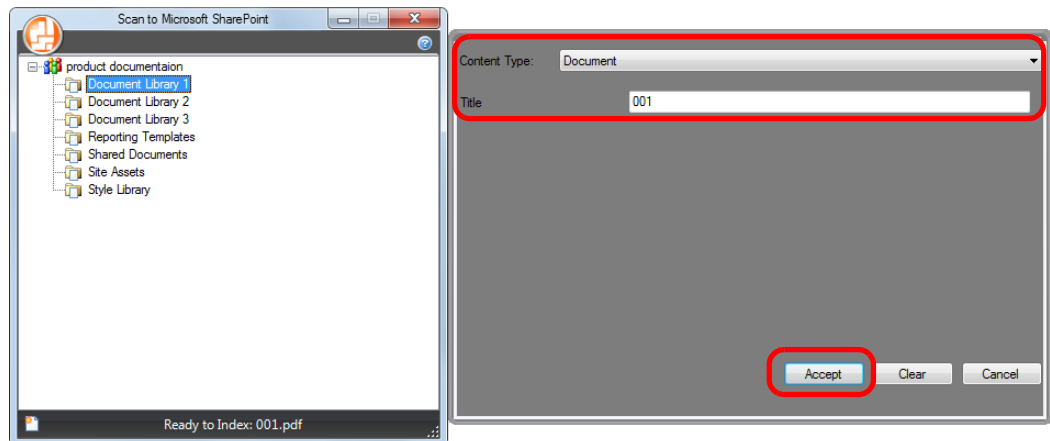 Scan to Microsoft SharePoint
product documentaion
Document Library 1
Document Library 2
Document Library 3
Reporting Templates
Shared Documents
Site Assets
Style Library
Ready to Index: 001.pdf
Content Type: Document
Title 001
Accept Clear Cancel